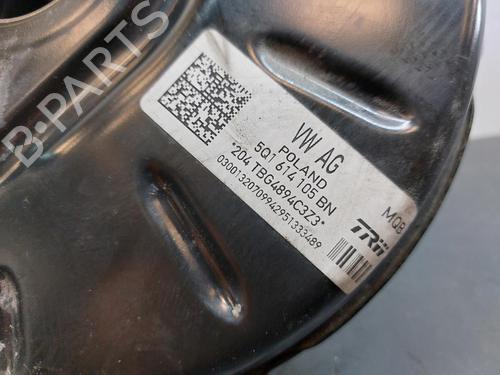 B-PARTS
VW AG
POLAND
5Q1 614 105 BN
*204 TBG4894C3Z3*
0300132070994295133489
MQB
TRW